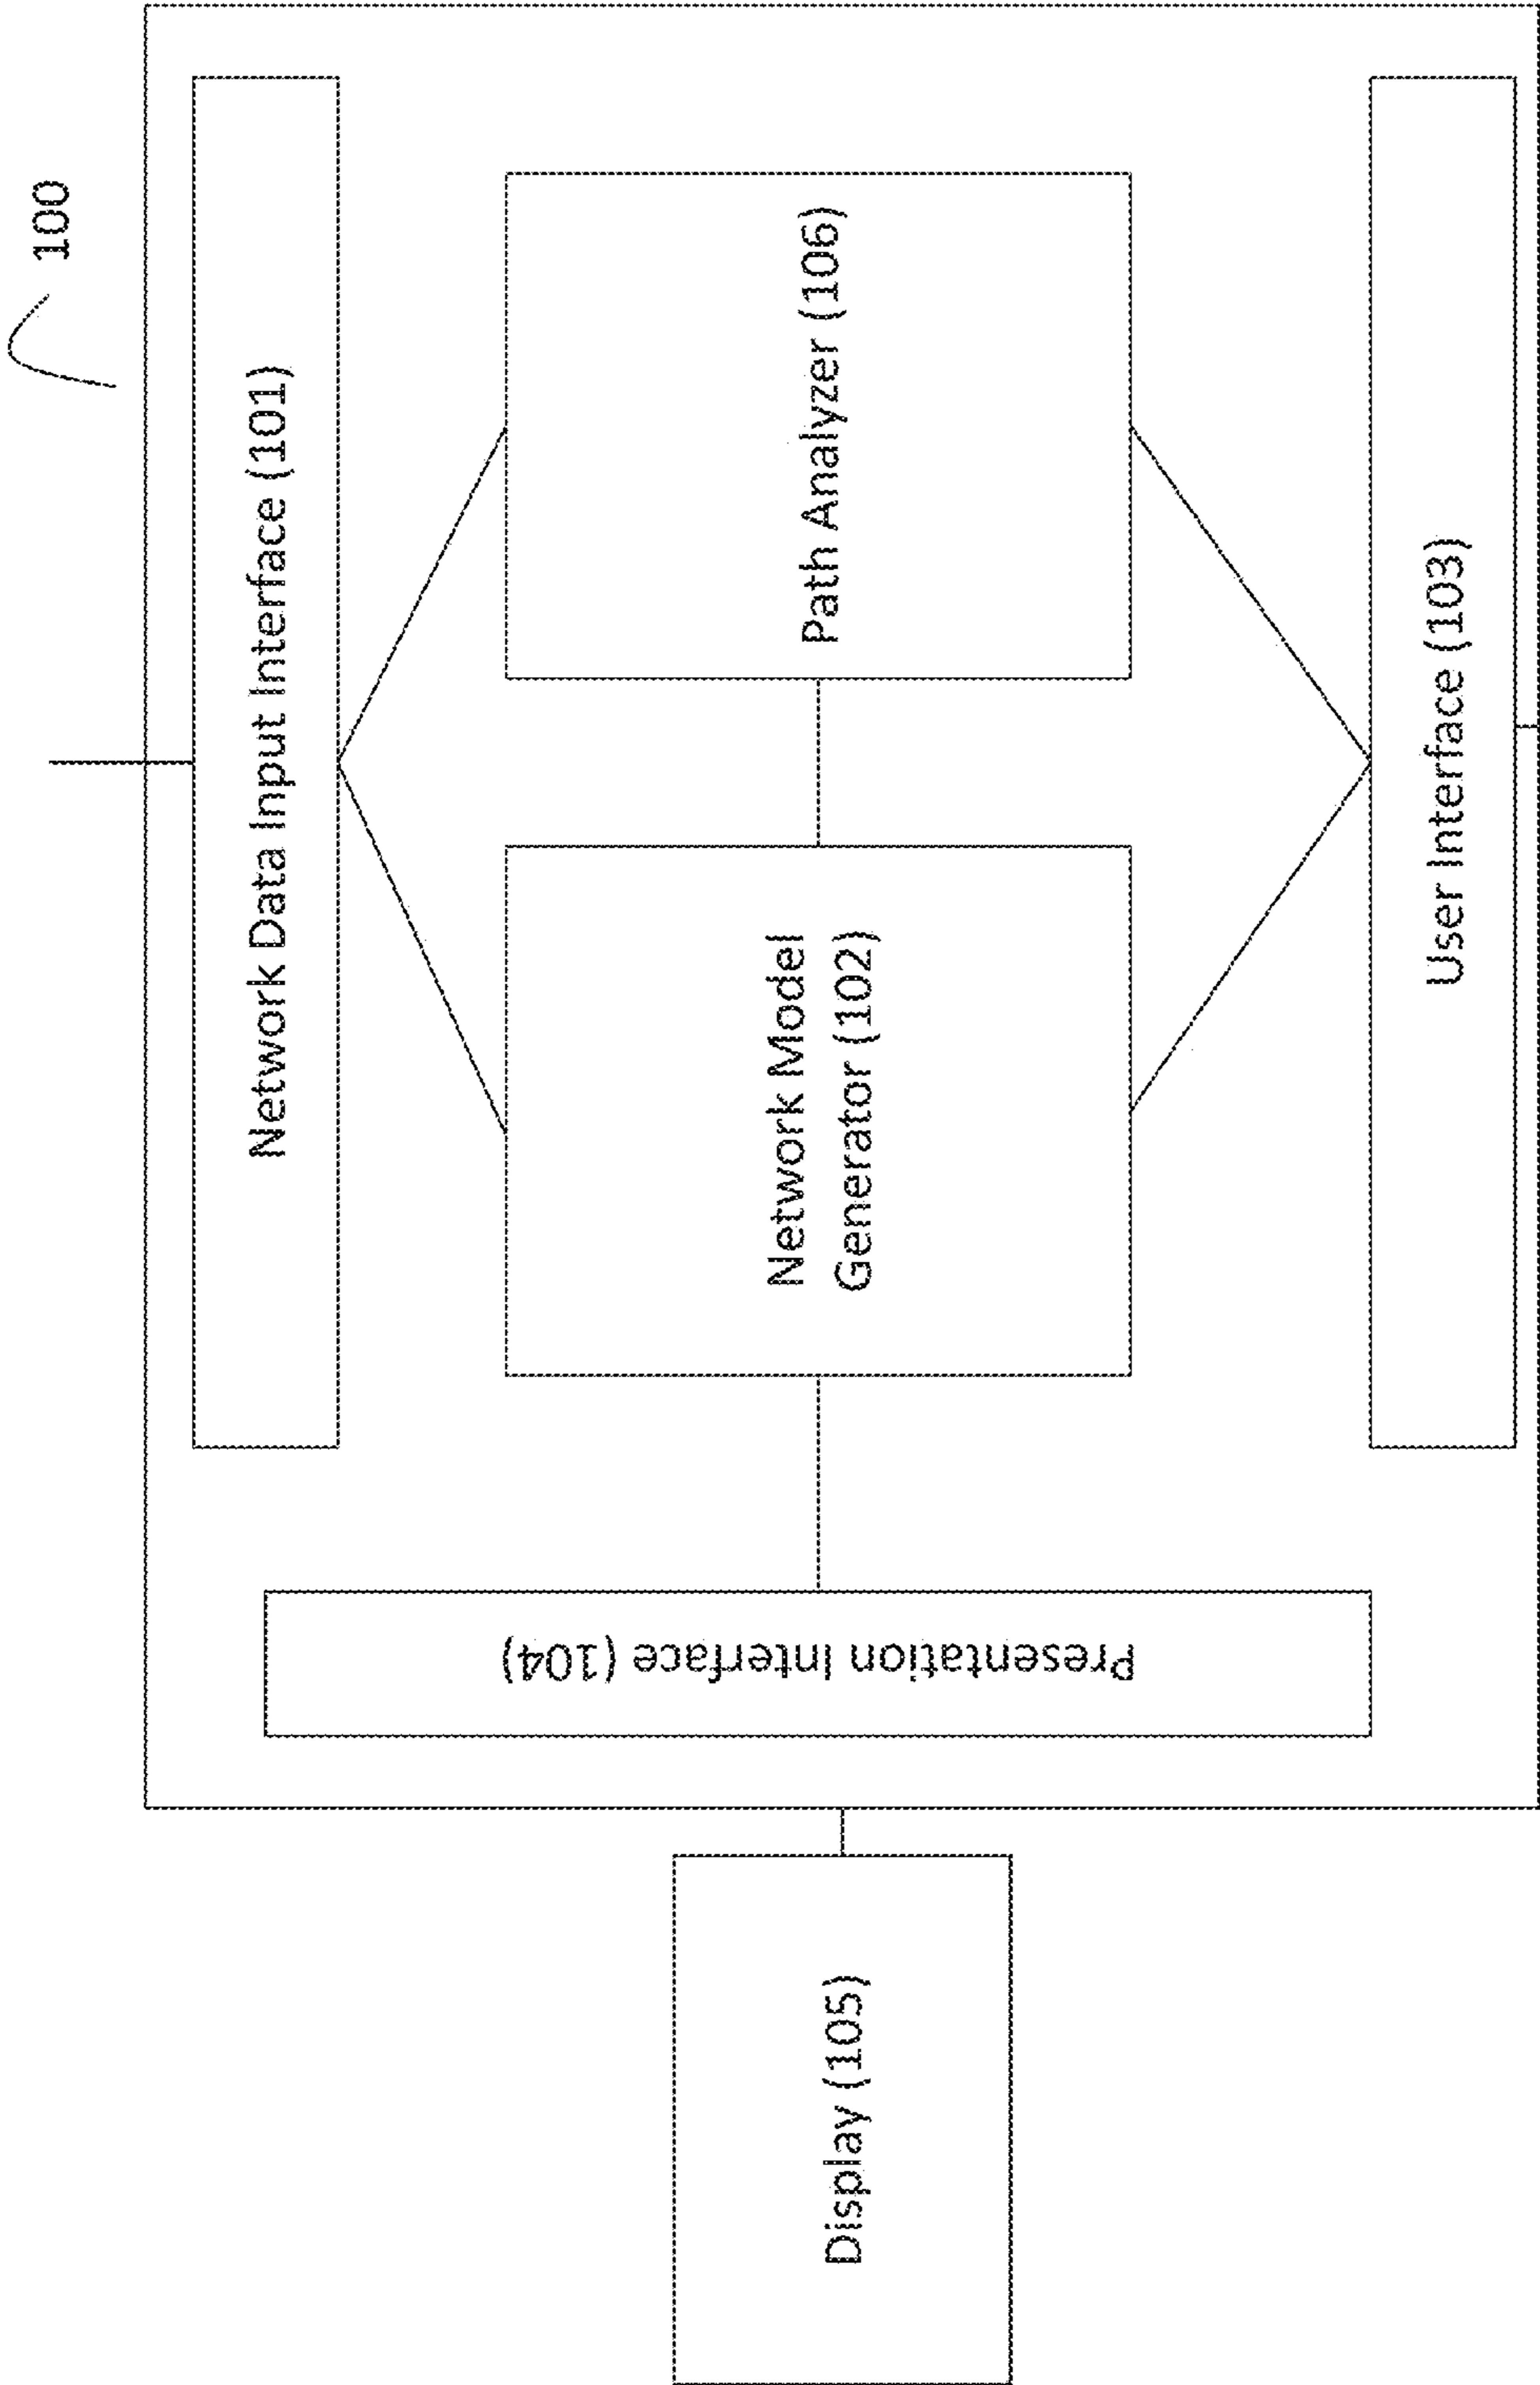 100
Network Data Input Interface (101)
Presentation Interface (104)
Network Model
Generator (102)
Path Analyzer (106)
Display (105)
User Interface (103)